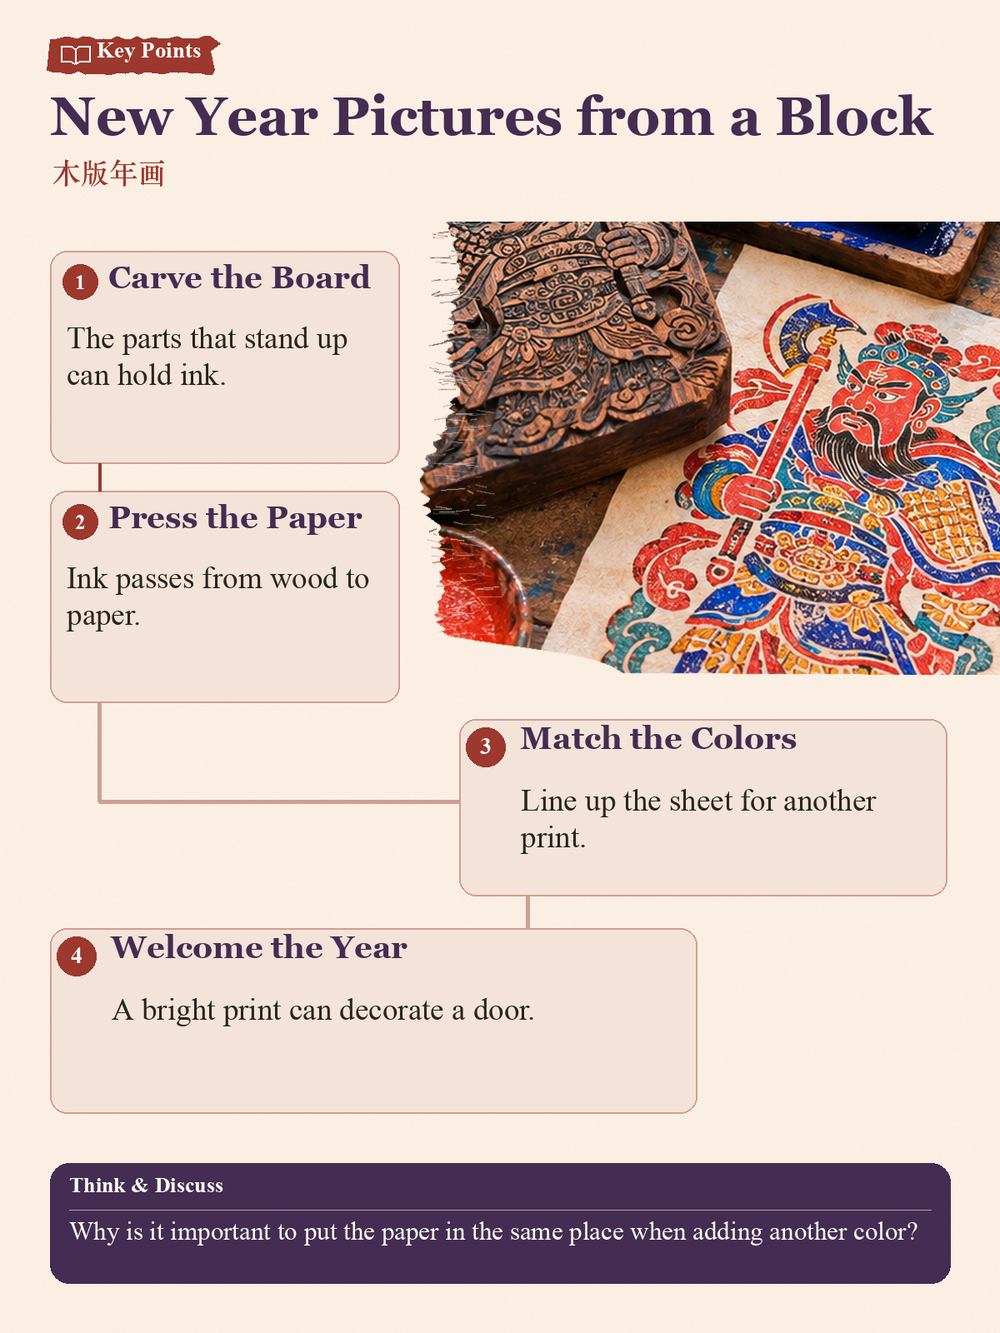 Key Points
New Year Pictures from a Block
木版年画
1 Carve the Board
The parts that stand up
can hold ink.
2 Press the Paper
Ink passes from wood to
paper.
3 Match the Colors
Line up the sheet for another
print.
4 Welcome the Year
A bright print can decorate a door.
Think & Discuss
Why is it important to put the paper in the same place when adding another color?